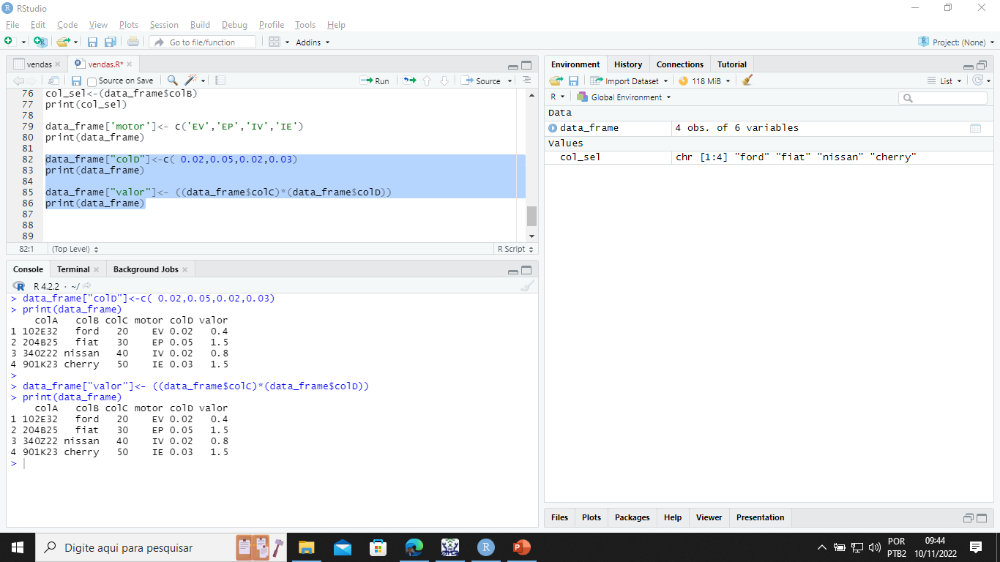 RStudio
File Edit Code View Plots Session Build Debug Profile Tools Help
Go to file/function Addins Project: (None)
vendas vendas.R*
Source on Save Run Source
76 col_sel<-(data_frame$colB)
77 print(col_sel)
78
79 data_frame['motor']<- c('EV','EP','IV','IE')
80 print(data_frame)
81
82 data_frame["colD"]<-c( 0.02,0.05,0.02,0.03)
83 print(data_frame)
84
85 data_frame["valor"]<- ((data_frame$colC)*(data_frame$colD))
86 print(data_frame)
87
88
89
82:1 (Top Level) R Script
Console Terminal Background Jobs
R 4.2.2 · ~/
> data_frame["colD"]<-c( 0.02,0.05,0.02,0.03)
> print(data_frame)
    colA   colB colC motor colD valor
1 102E32   ford   20    EV 0.02   0.4
2 204B25   fiat   30    EP 0.05   1.5
3 340Z22 nissan   40    IV 0.02   0.8
4 901K23 cherry   50    IE 0.03   1.5
>
> data_frame["valor"]<- ((data_frame$colC)*(data_frame$colD))
> print(data_frame)
    colA   colB colC motor colD valor
1 102E32   ford   20    EV 0.02   0.4
2 204B25   fiat   30    EP 0.05   1.5
3 340Z22 nissan   40    IV 0.02   0.8
4 901K23 cherry   50    IE 0.03   1.5
>
Environment History Connections Tutorial
Import Dataset 118 MiB List
R Global Environment
Data
data_frame 4 obs. of 6 variables
Values
col_sel chr [1:4] "ford" "fiat" "nissan" "cherry"
Files Plots Packages Help Viewer Presentation
Digite aqui para pesquisar
POR 09:44
PTB2 10/11/2022